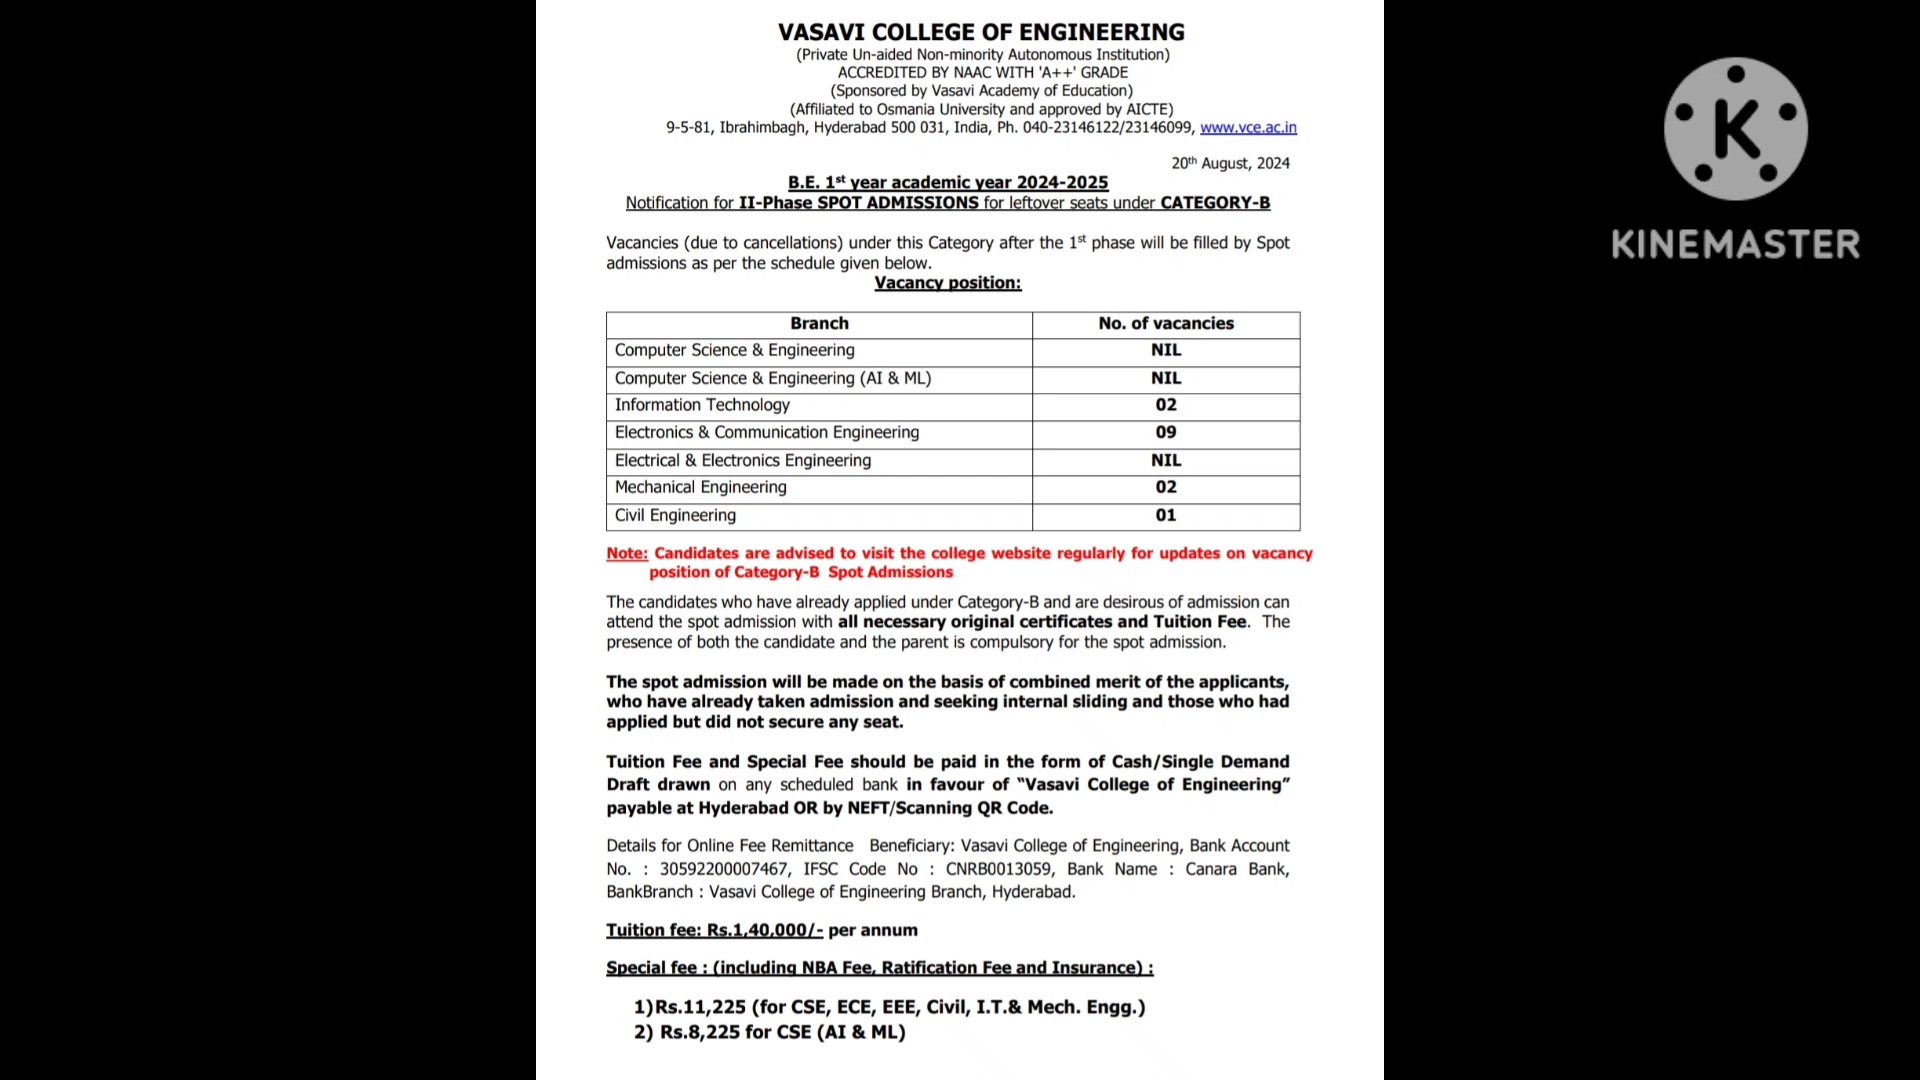 VASAVI COLLEGE OF ENGINEERING
(Private Un-aided Non-minority Autonomous Institution)
ACCREDITED BY NAAC WITH 'A++' GRADE
(Sponsored by Vasavi Academy of Education)
(Affiliated to Osmania University and approved by AICTE)
9-5-81, Ibrahimbagh, Hyderabad 500 031, India, Ph. 040-23146122/23146099, www.vce.ac.in
20th August, 2024
B.E. 1st year academic year 2024-2025
Notification for II-Phase SPOT ADMISSIONS for leftover seats under CATEGORY-B
Vacancies (due to cancellations) under this Category after the 1st phase will be filled by Spot
admissions as per the schedule given below.
Vacancy position:
Branch No. of vacancies
Computer Science & Engineering NIL
Computer Science & Engineering (AI & ML) NIL
Information Technology 02
Electronics & Communication Engineering 09
Electrical & Electronics Engineering NIL
Mechanical Engineering 02
Civil Engineering 01
Note: Candidates are advised to visit the college website regularly for updates on vacancy
position of Category-B Spot Admissions
The candidates who have already applied under Category-B and are desirous of admission can
attend the spot admission with all necessary original certificates and Tuition Fee. The
presence of both the candidate and the parent is compulsory for the spot admission.
The spot admission will be made on the basis of combined merit of the applicants,
who have already taken admission and seeking internal sliding and those who had
applied but did not secure any seat.
Tuition Fee and Special Fee should be paid in the form of Cash/Single Demand
Draft drawn on any scheduled bank in favour of "Vasavi College of Engineering"
payable at Hyderabad OR by NEFT/Scanning QR Code.
Details for Online Fee Remittance Beneficiary: Vasavi College of Engineering, Bank Account
No. : 30592200007467, IFSC Code No : CNRB0013059, Bank Name : Canara Bank,
BankBranch : Vasavi College of Engineering Branch, Hyderabad.
Tuition fee: Rs.1,40,000/- per annum
Special fee : (including NBA Fee, Ratification Fee and Insurance) :
1)Rs.11,225 (for CSE, ECE, EEE, Civil, I.T.& Mech. Engg.)
2) Rs.8,225 for CSE (AI & ML)
K
KINEMASTER